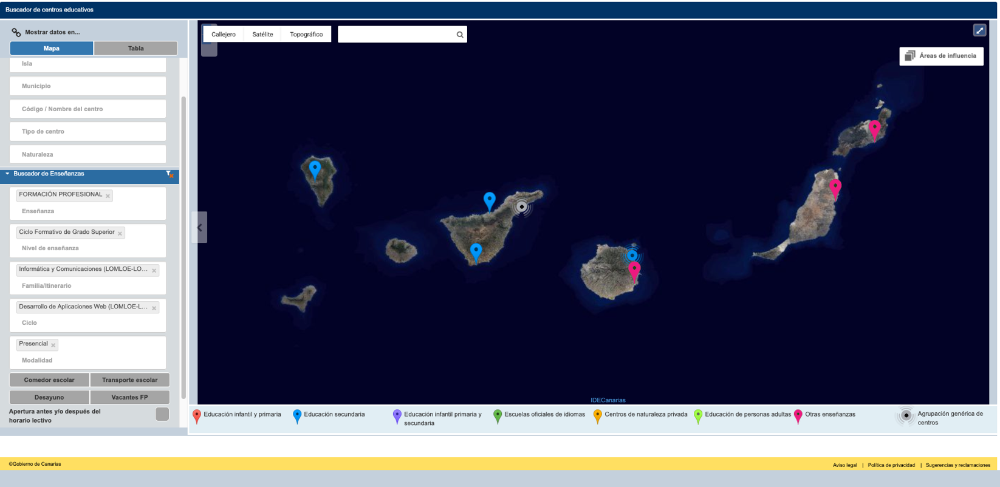 Buscador de centros educativos
Mostrar datos en...
Mapa
Tabla
Isla
Municipio
Código / Nombre del centro
Tipo de centro
Naturaleza
Buscador de Enseñanzas
FORMACIÓN PROFESIONAL
Enseñanza
Ciclo Formativo de Grado Superior
Nivel de enseñanza
Informática y Comunicaciones (LOMLOE-LO...
Familia/Itinerario
Desarrollo de Aplicaciones Web (LOMLOE-L...
Ciclo
Presencial
Modalidad
Comedor escolar
Transporte escolar
Desayuno
Vacantes FP
Apertura antes y/o después del
horario lectivo
Callejero
Satélite
Topográfico
Áreas de influencia
IDECanarias
Educación infantil y primaria
Educación secundaria
Educación infantil primaria y
secundaria
Escuelas oficiales de idiomas
Centros de naturaleza privada
Educación de personas adultas
Otras enseñanzas
Agrupación genérica de
centros
©Gobierno de Canarias
Aviso legal | Política de privacidad | Sugerencias y reclamaciones